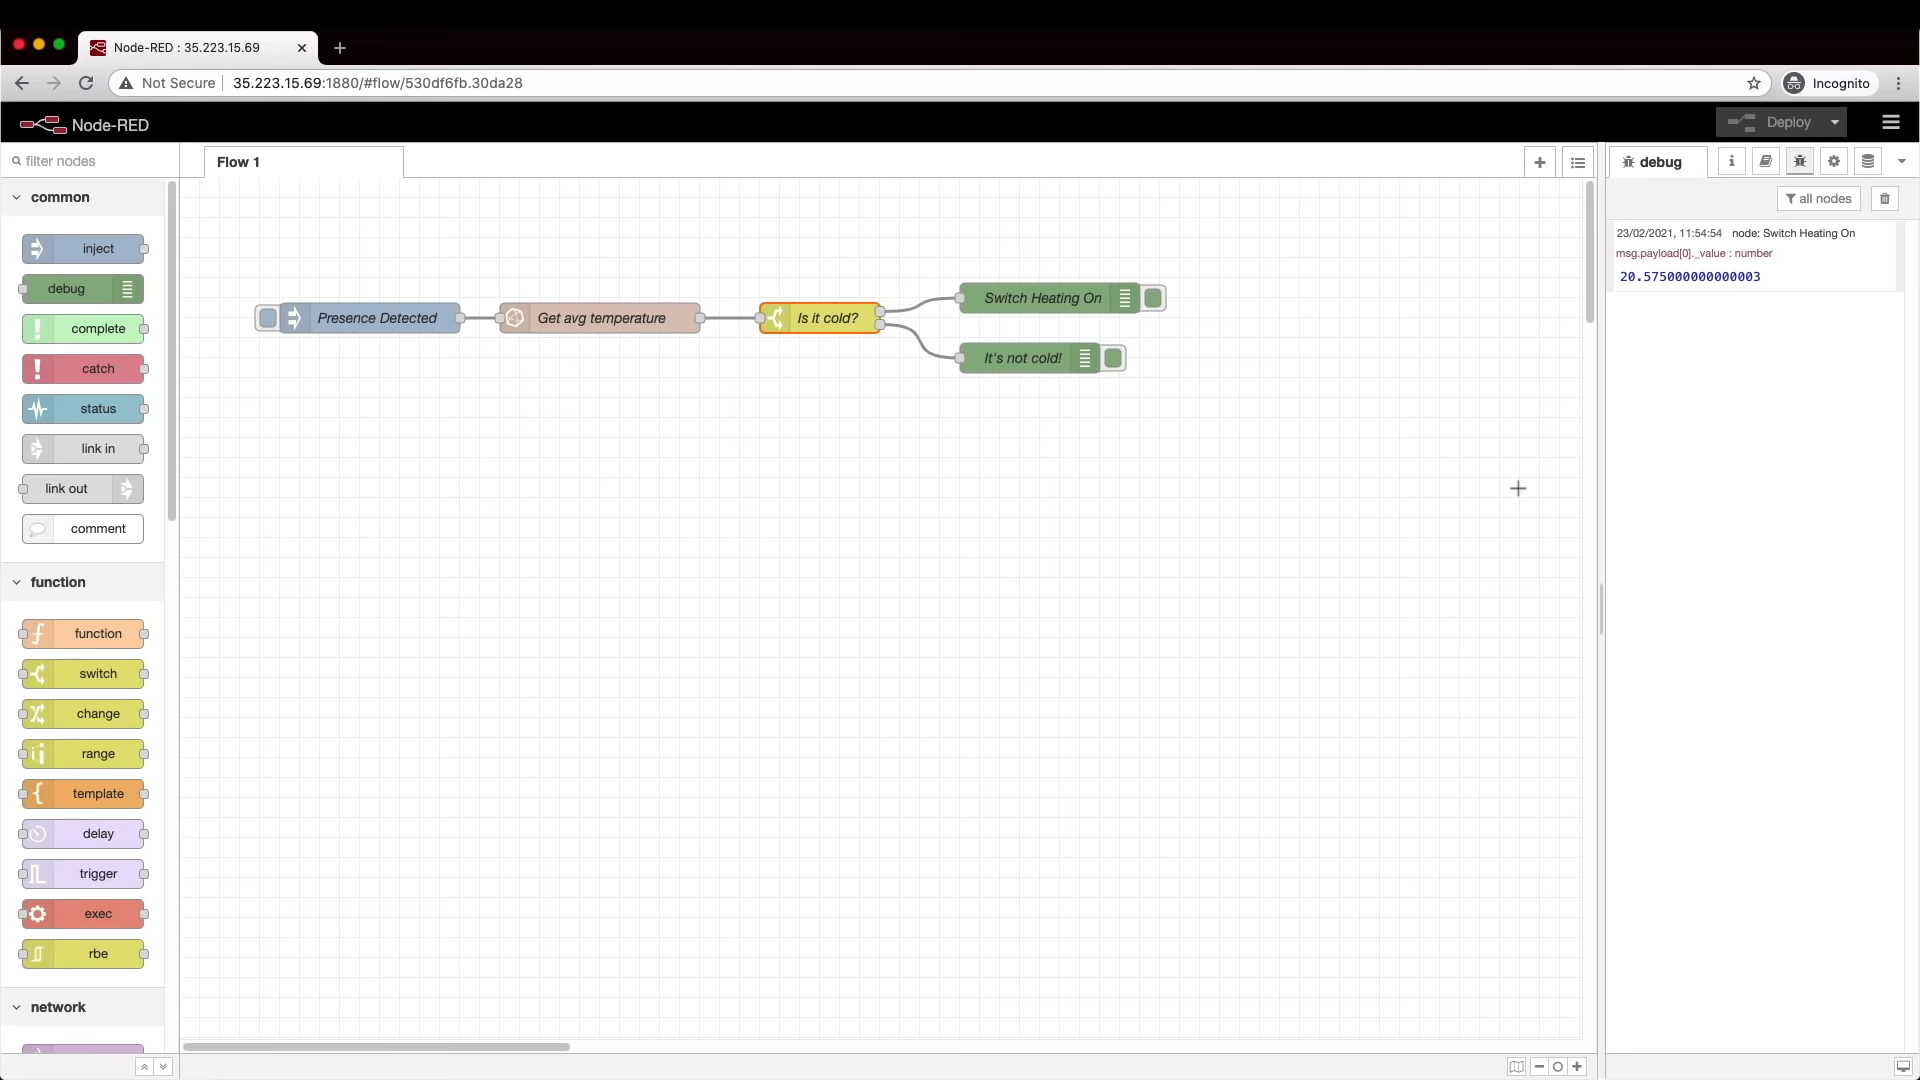 Node-RED : 35.223.15.69
Not Secure
35.223.15.69:1880/#flow/530df6fb.30da28
Incognito
Node-RED
Deploy
filter nodes
Flow 1
debug
all nodes
common
inject
debug
complete
catch
status
link in
link out
comment
function
function
switch
change
range
template
delay
trigger
exec
rbe
network
Presence Detected
Get avg temperature
Is it cold?
Switch Heating On
It's not cold!
23/02/2021, 11:54:54 node: Switch Heating On
msg.payload[0]._value : number
20.575000000000003